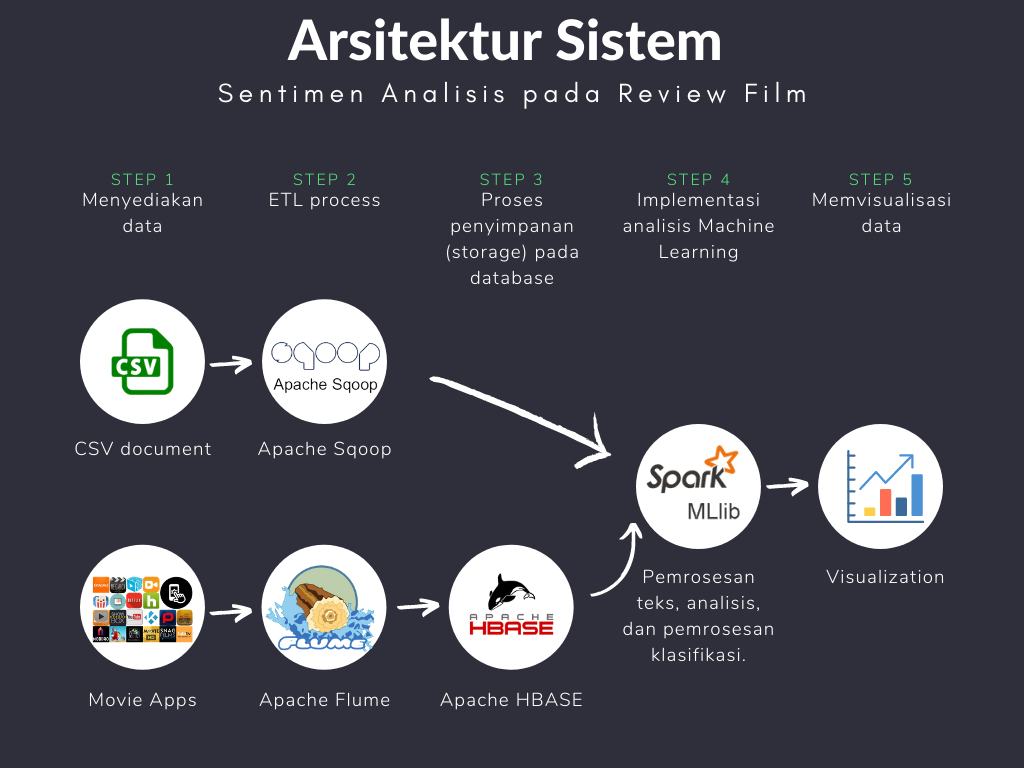 Arsitektur Sistem
Sentimen Analisis pada Review Film
STEP 1
Menyediakan
data
STEP 2
ETL process
STEP 3
Proses
penyimpanan
(storage) pada
database
STEP 4
Implementasi
analisis Machine
Learning
STEP 5
Memvisualisasi
data
CSV
CSV document
sqoop
Apache Sqoop
Apache Sqoop
Spark
MLlib
Pemrosesan
teks, analisis,
dan pemrosesan
klasifikasi.
Visualization
Movie Apps
FLUME
Apache Flume
APACHE
HBASE
Apache HBASE